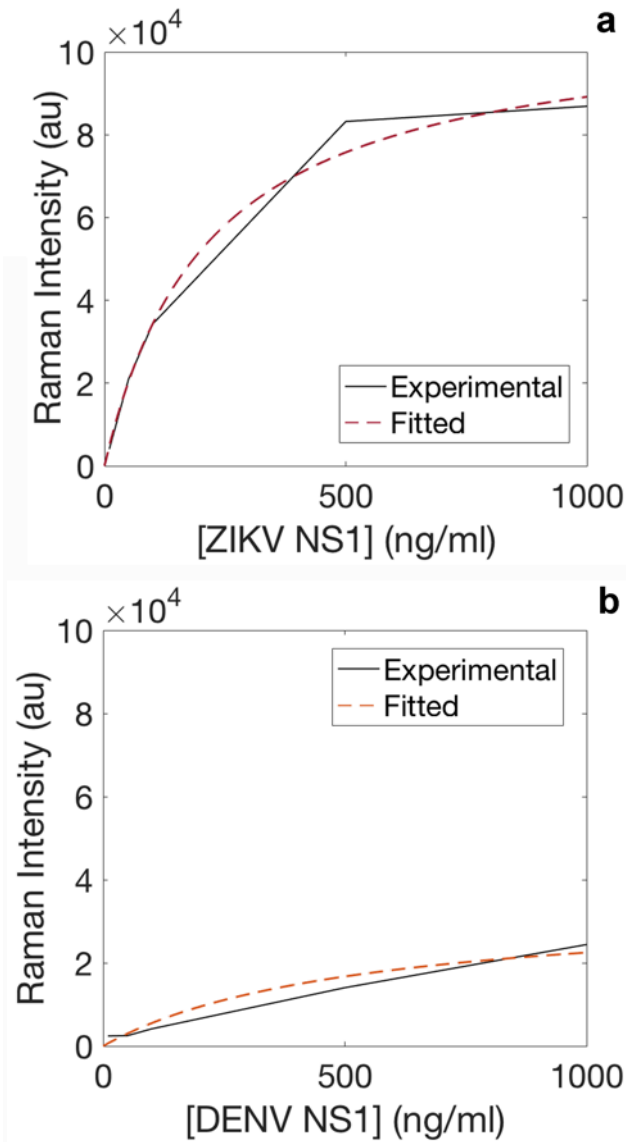 ×10⁴
a
10
8
6
4
2
0
Raman Intensity (au)
Experimental
Fitted
0 500 1000
[ZIKV NS1] (ng/ml)
×10⁴
b
10
8
6
4
2
0
Raman Intensity (au)
Experimental
Fitted
0 500 1000
[DENV NS1] (ng/ml)